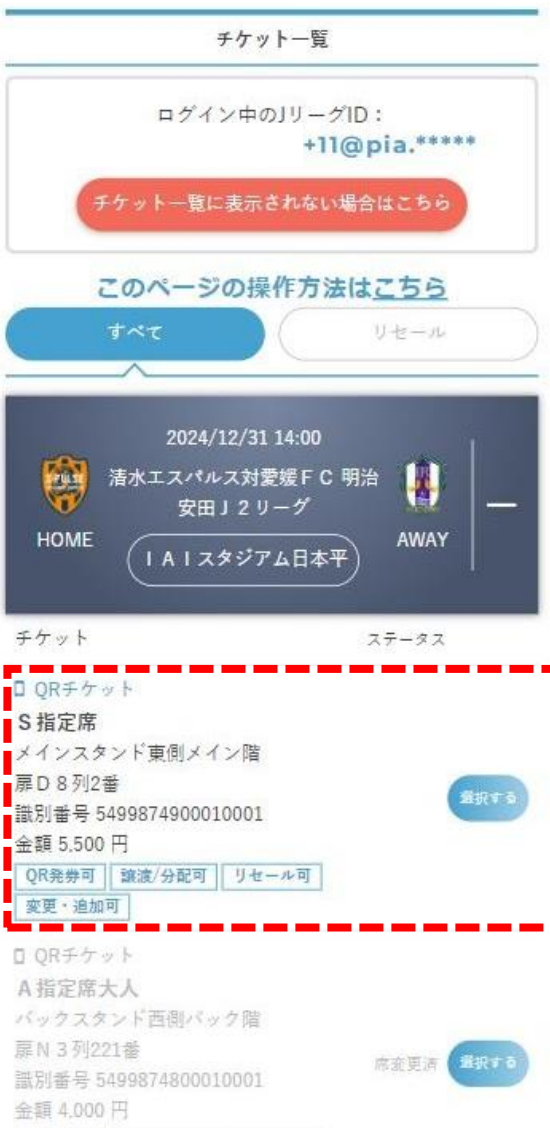 チケット一覧
ログイン中のJリーグID：
+11@pia.*****
チケット一覧に表示されない場合はこちら
このページの操作方法はこちら
すべて
リセール
2024/12/31 14:00
清水エスパルス対愛媛ＦＣ 明治
安田Ｊ２リーグ
HOME
AWAY
ＩＡＩスタジアム日本平
チケット
ステータス
QRチケット
Ｓ指定席
メインスタンド東側メイン階
扉Ｄ８列2番
選択する
識別番号 5499874900010001
金額 5,500 円
QR発券可
譲渡/分配可
リセール可
変更・追加可
QRチケット
Ａ指定席大人
バックスタンド西側バック階
扉Ｎ３列221番
席変更済
選択する
識別番号 5499874800010001
金額 4,000 円